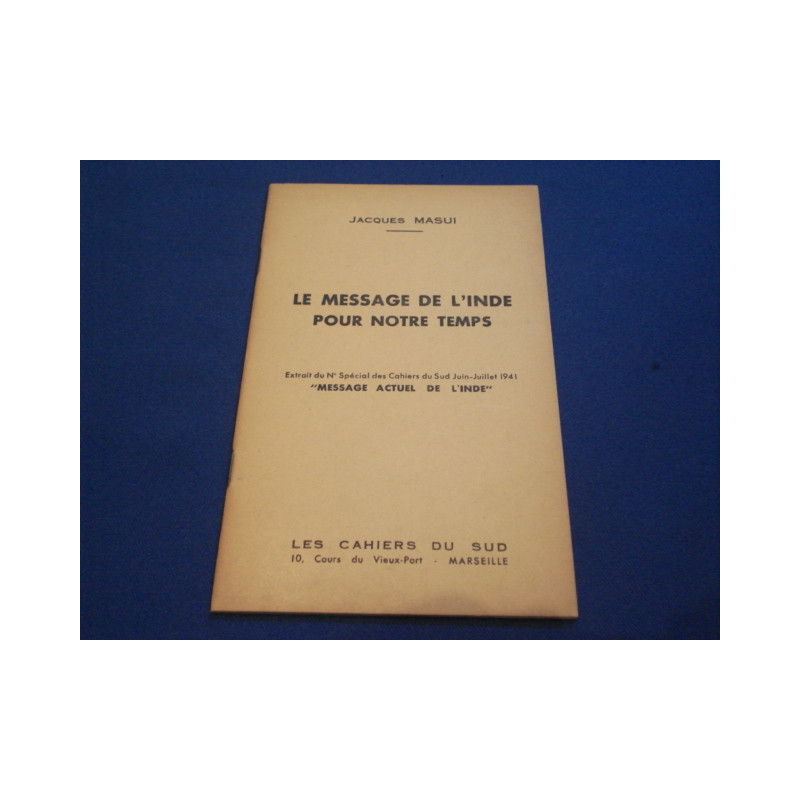 JACQUES MASUI
LE MESSAGE DE L'INDE
POUR NOTRE TEMPS
Extrait du N° Spécial des Cahiers du Sud Juin-Juillet 1941
"MESSAGE ACTUEL DE L'INDE"
LES CAHIERS DU SUD
10, Cours du Vieux-Port - MARSEILLE